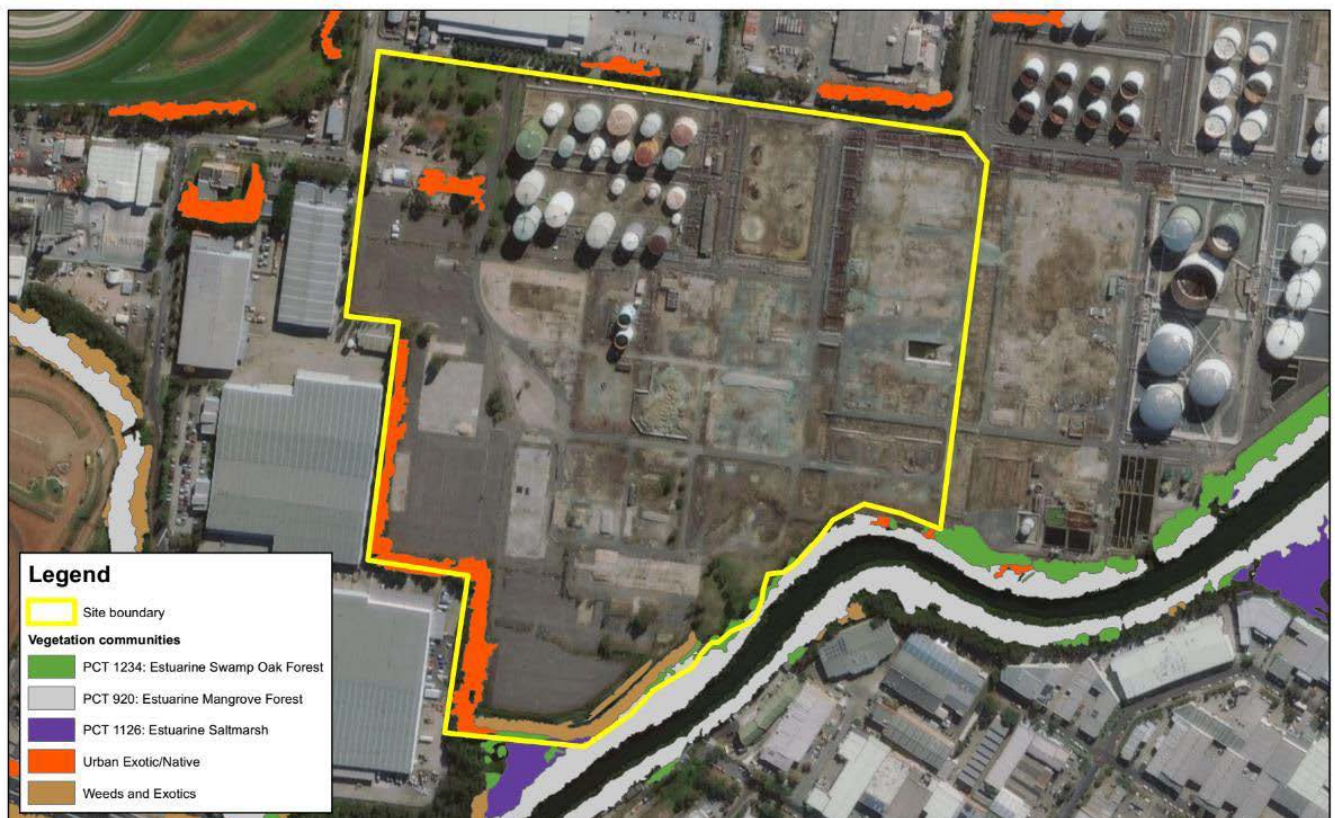 Legend
Site boundary
Vegetation communities
PCT 1234: Estuarine Swamp Oak Forest
PCT 920: Estuarine Mangrove Forest
PCT 1126: Estuarine Saltmarsh
Urban Exotic/Native
Weeds and Exotics